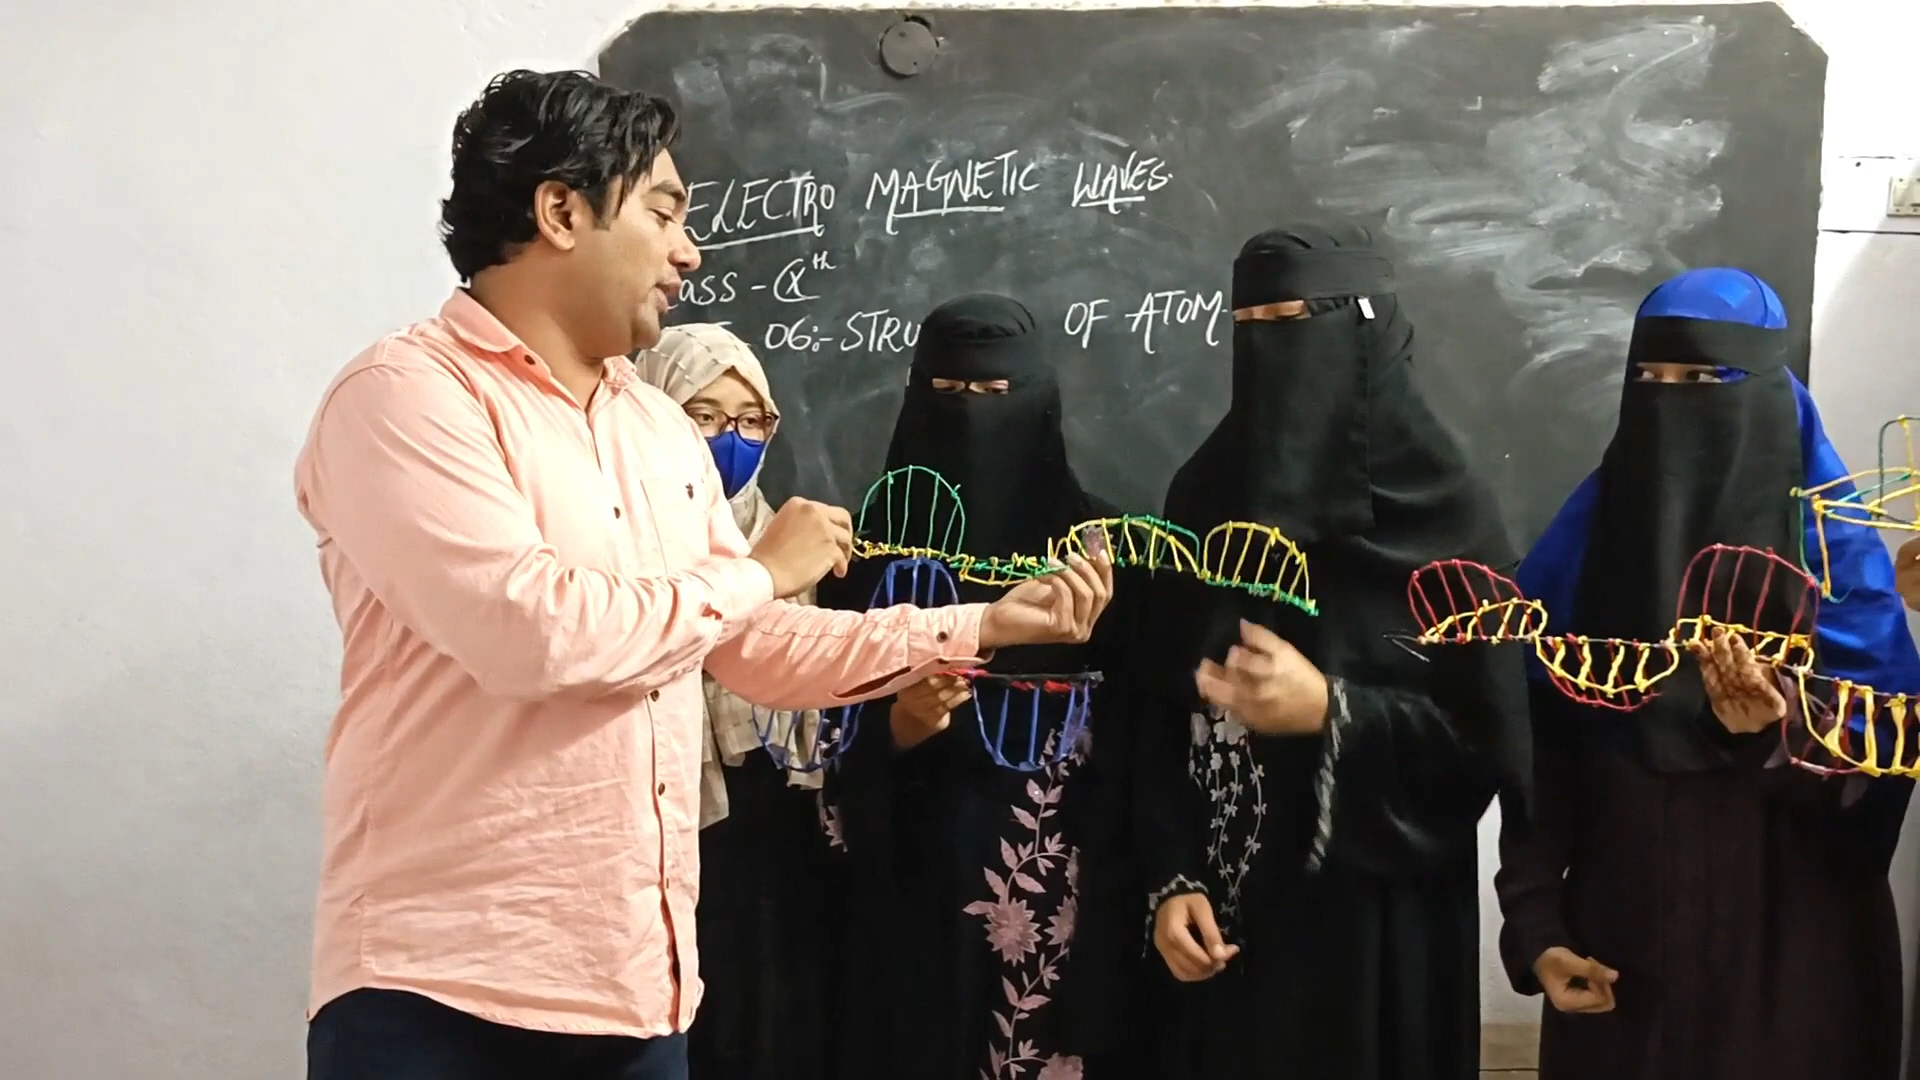 ELECTRO MAGNETIC WAVES.
ASS - Xth
06:- STRU OF ATOM.